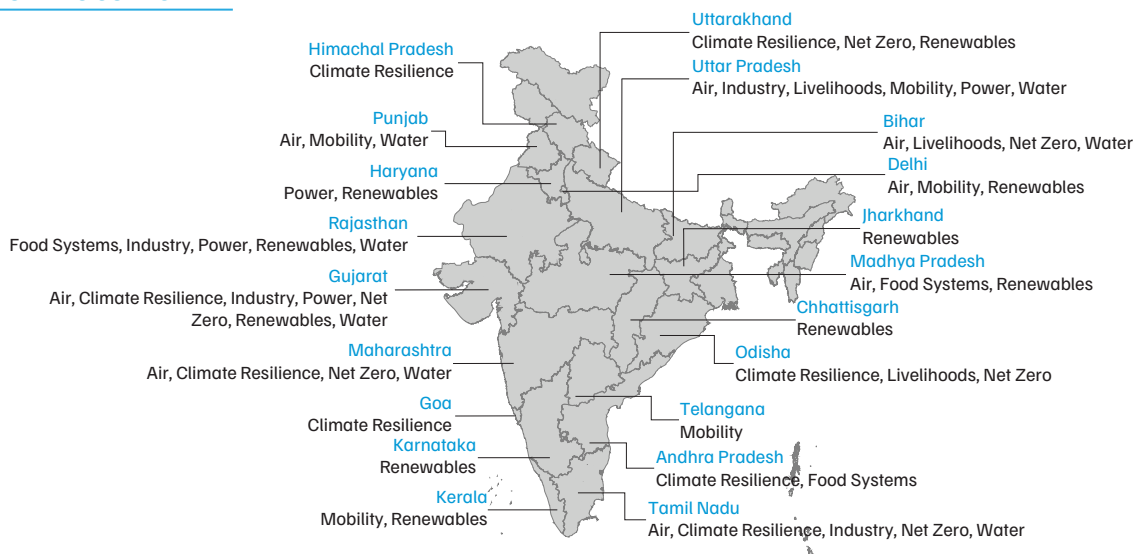 Himachal Pradesh
Climate Resilience
Punjab
Air, Mobility, Water
Haryana
Power, Renewables
Rajasthan
Food Systems, Industry, Power, Renewables, Water
Gujarat
Air, Climate Resilience, Industry, Power, Net
Zero, Renewables, Water
Maharashtra
Air, Climate Resilience, Net Zero, Water
Goa
Climate Resilience
Karnataka
Renewables
Kerala
Mobility, Renewables
Uttarakhand
Climate Resilience, Net Zero, Renewables
Uttar Pradesh
Air, Industry, Livelihoods, Mobility, Power, Water
Bihar
Air, Livelihoods, Net Zero, Water
Delhi
Air, Mobility, Renewables
Jharkhand
Renewables
Madhya Pradesh
Air, Food Systems, Renewables
Chhattisgarh
Renewables
Odisha
Climate Resilience, Livelihoods, Net Zero
Telangana
Mobility
Andhra Pradesh
Climate Resilience, Food Systems
Tamil Nadu
Air, Climate Resilience, Industry, Net Zero, Water